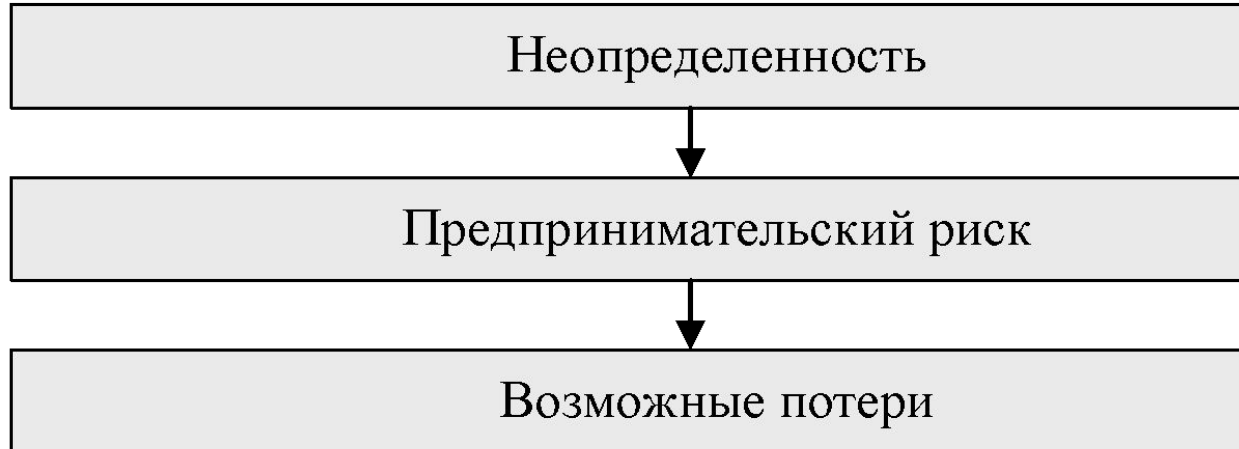 Неопределенность
Предпринимательский риск
Возможные потери